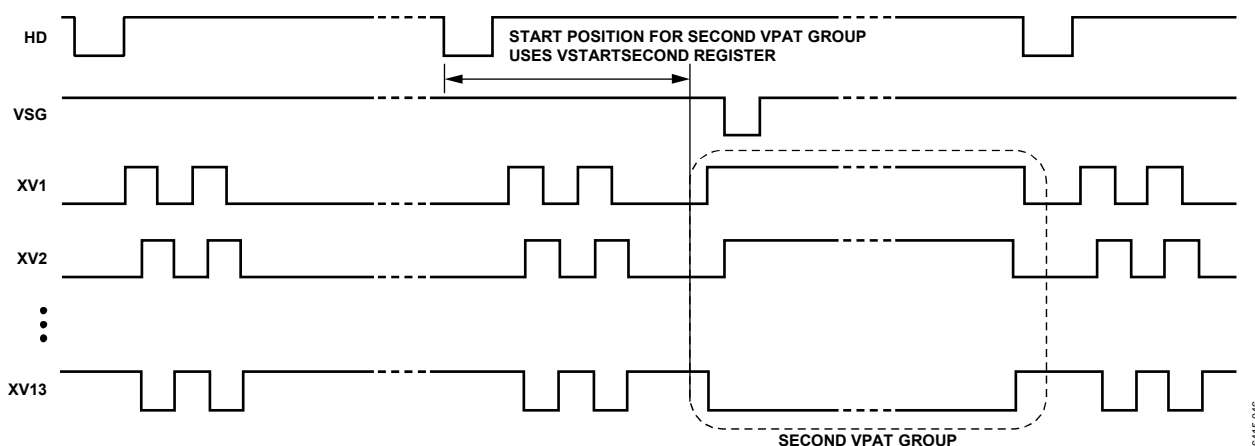 HD
START POSITION FOR SECOND VPAT GROUP
USES VSTARTSECOND REGISTER
VSG
XV1
XV2
XV13
SECOND VPAT GROUP